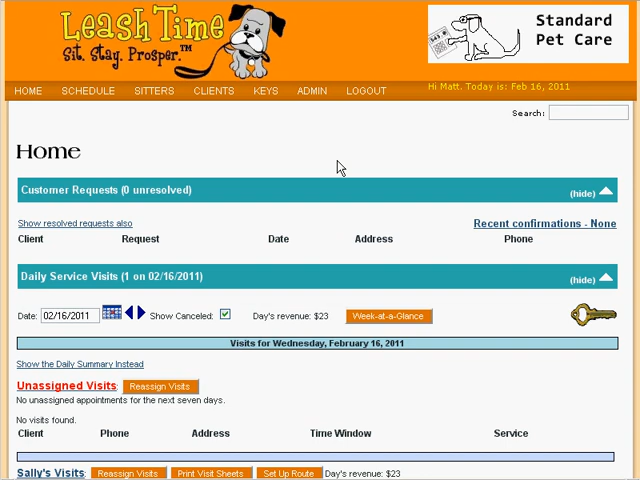 LeashTime
Sit. Stay. Prosper.™
Standard
Pet Care
HOME SCHEDULE SITTERS CLIENTS KEYS ADMIN LOGOUT
Hi Matt. Today is: Feb 16, 2011
Search:
Home
Customer Requests (0 unresolved) (hide)
Show resolved requests also Recent confirmations - None
Client Request Date Address Phone
Daily Service Visits (1 on 02/16/2011) (hide)
Date: 02/16/2011 Show Canceled: Day's revenue: $23 Week-at-a-Glance
Visits for Wednesday, February 16, 2011
Show the Daily Summary Instead
Unassigned Visits: Reassign Visits
No unassigned appointments for the next seven days.
No visits found.
Client Phone Address Time Window Service
Sally's Visits: Reassign Visits Print Visit Sheets Set Up Route Day's revenue: $23